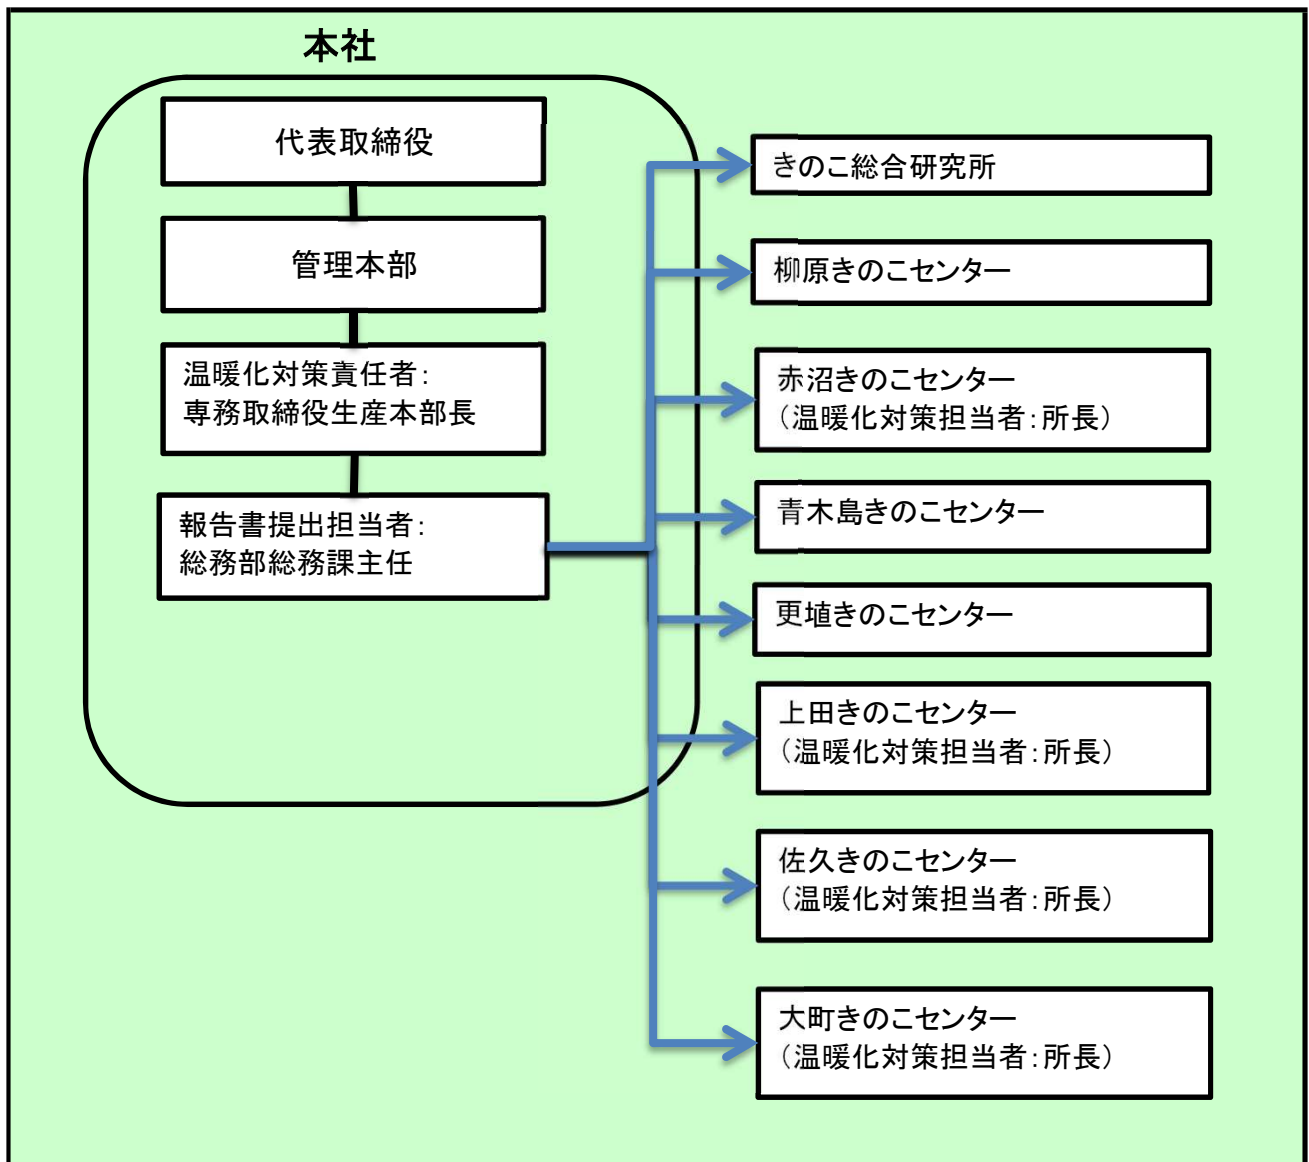 本社
代表取締役
管理本部
温暖化対策責任者：
専務取締役生産本部長
報告書提出担当者：
総務部総務課主任
きのこ総合研究所
柳原きのこセンター
赤沼きのこセンター
（温暖化対策担当者：所長）
青木島きのこセンター
更埴きのこセンター
上田きのこセンター
（温暖化対策担当者：所長）
佐久きのこセンター
（温暖化対策担当者：所長）
大町きのこセンター
（温暖化対策担当者：所長）